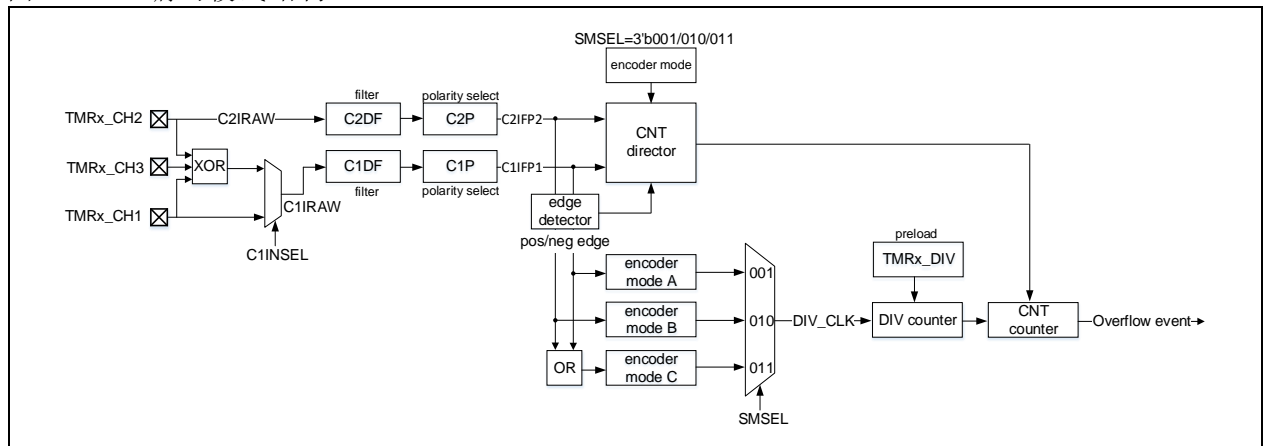 SMSEL=3'b001/010/011
encoder mode
filter
polarity select
TMRx_CH2
C2IRAW
C2DF
C2P
C2IFP2
CNT
director
TMRx_CH3
XOR
C1DF
C1P
C1IFP1
filter
polarity select
C1IRAW
TMRx_CH1
C1INSEL
edge
detector
pos/neg edge
preload
TMRx_DIV
encoder
mode A
001
encoder
mode B
010
DIV_CLK
DIV counter
CNT
counter
Overflow event
OR
encoder
mode C
011
SMSEL